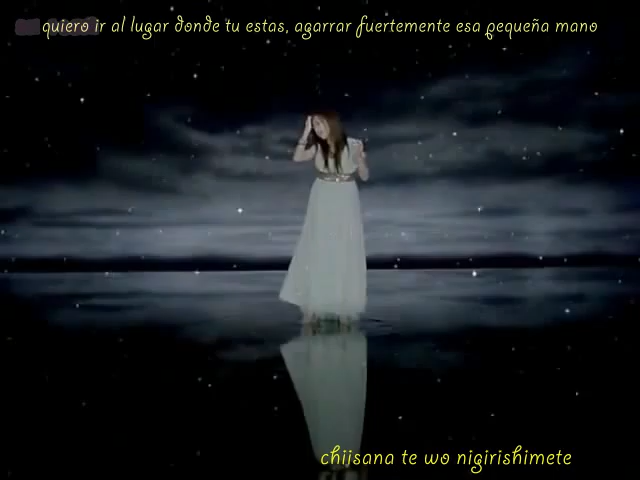 quiero ir al lugar donde tu estas, agarrar fuertemente esa pequeña mano
chiisana te wo nigirishimete